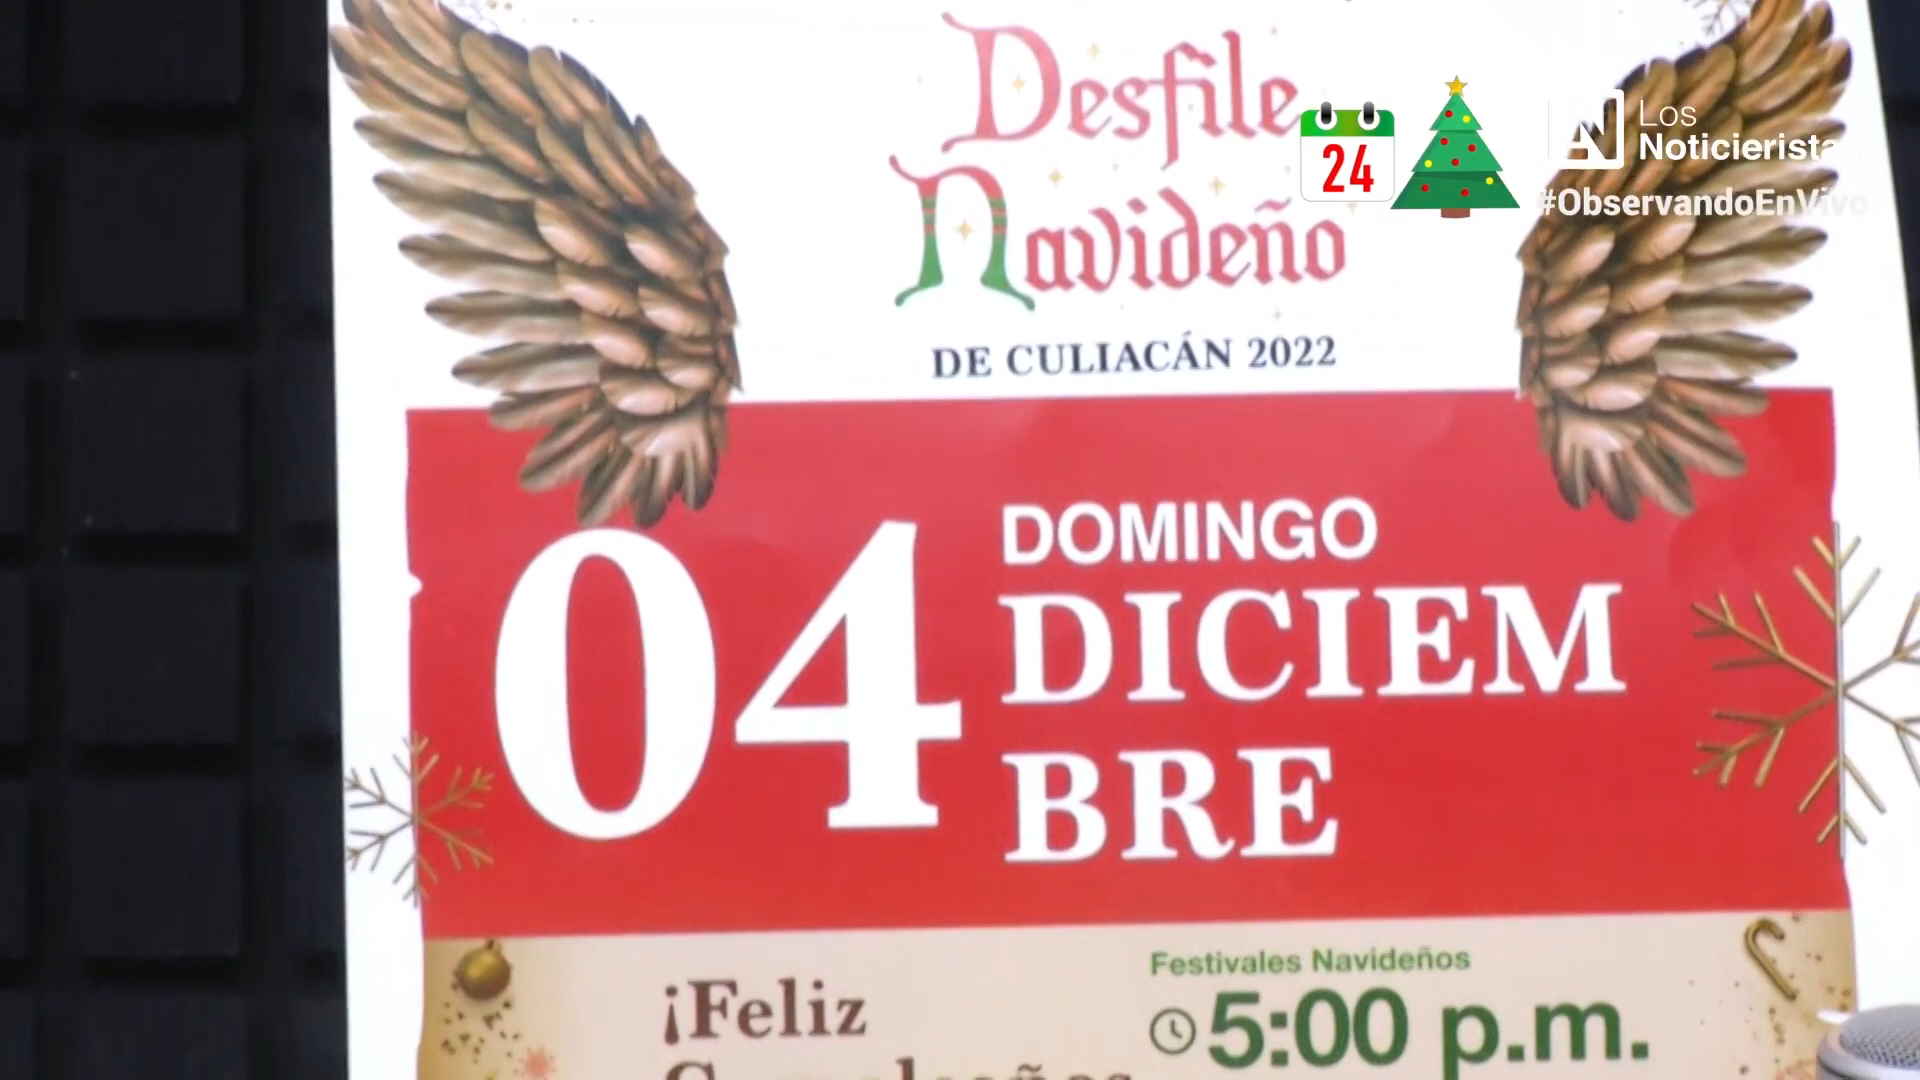 Desfile
Navideño
DE CULIACÁN 2022
24
Los
Noticierista
#ObservandoEnVivo
04
DOMINGO
DICIEM
BRE
¡Feliz
Festivales Navideños
5:00 p.m.